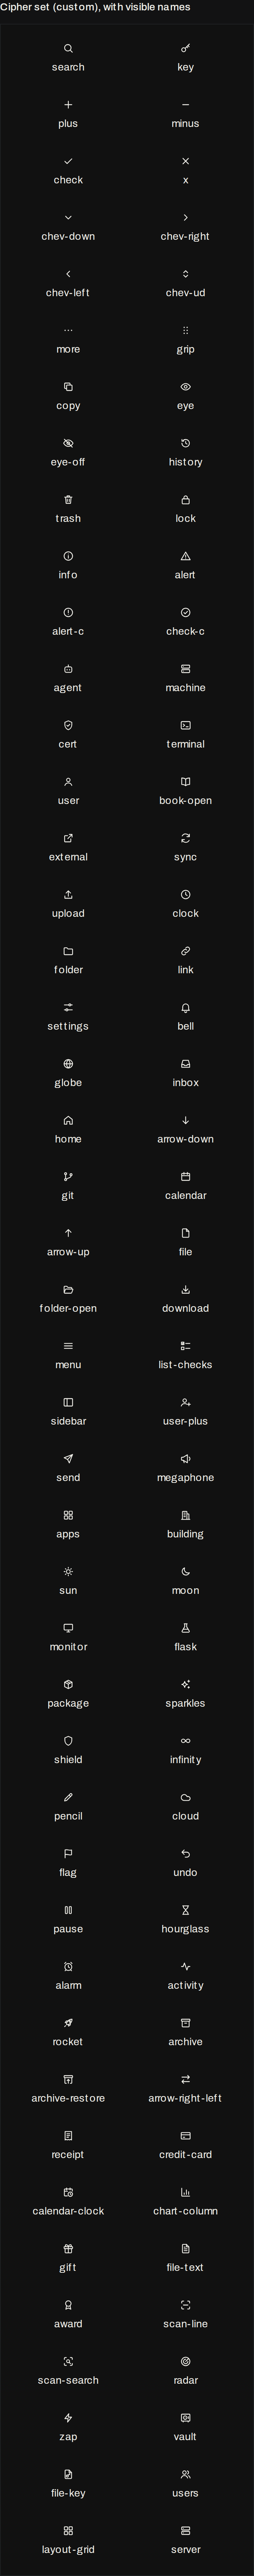 Cipher set (custom), with visible names
search key
plus minus
check x
chev-down chev-right
chev-left chev-ud
more grip
copy eye
eye-off history
trash lock
info alert
alert-c check-c
agent machine
cert terminal
user book-open
external sync
upload clock
folder link
settings bell
globe inbox
home arrow-down
git calendar
arrow-up file
folder-open download
menu list-checks
sidebar user-plus
send megaphone
apps building
sun moon
monitor flask
package sparkles
shield infinity
pencil cloud
flag undo
pause hourglass
alarm activity
rocket archive
archive-restore arrow-right-left
receipt credit-card
calendar-clock chart-column
gift file-text
award scan-line
scan-search radar
zap vault
file-key users
layout-grid server